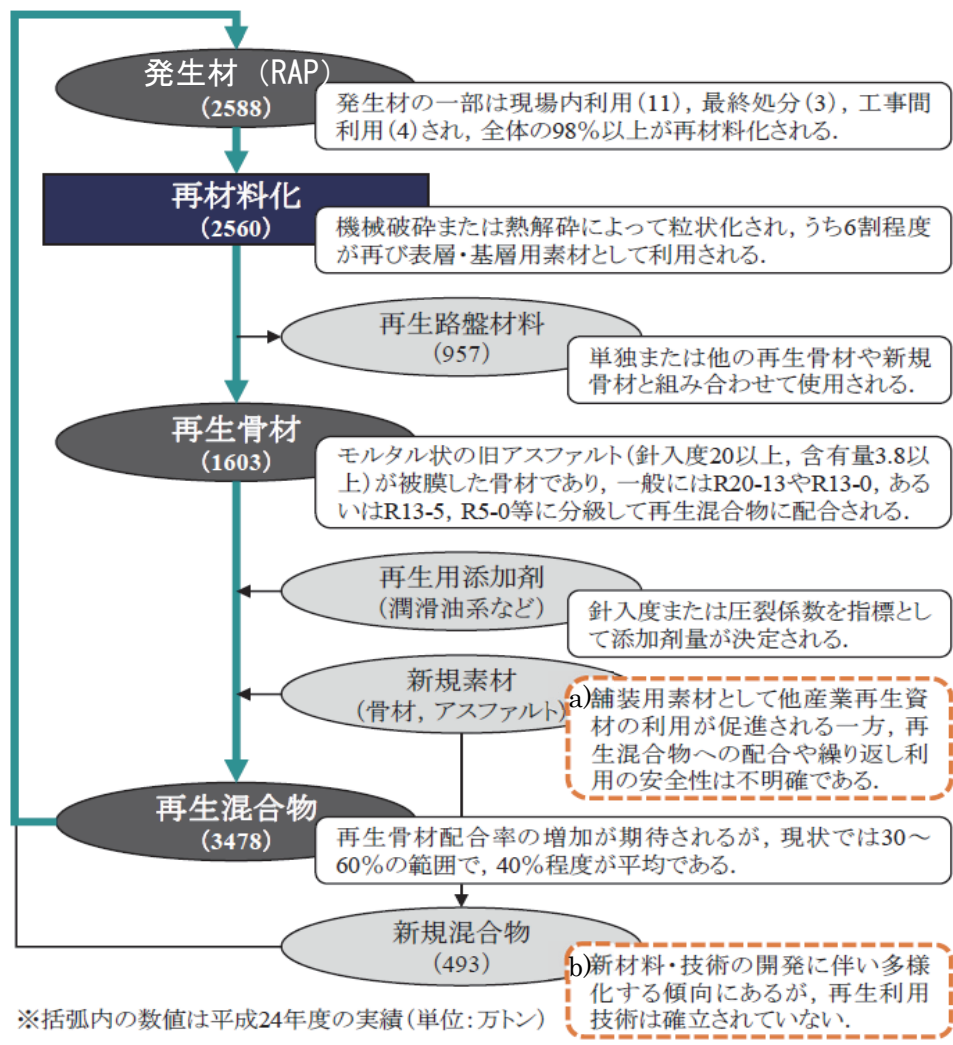 発生材（RAP）
(2588)
発生材の一部は現場内利用(11)，最終処分(3)，工事間
利用(4)され，全体の98％以上が再材料化される．
再材料化
(2560)
機械破砕または熱解砕によって粒状化され，うち6割程度
が再び表層・基層用素材として利用される．
再生路盤材料
(957)
単独または他の再生骨材や新規
骨材と組み合わせて使用される．
再生骨材
(1603)
モルタル状の旧アスファルト(針入度20以上，含有量3.8以
上)が被膜した骨材であり，一般にはR20-13やR13-0，ある
いはR13-5，R5-0等に分級して再生混合物に配合される．
再生用添加剤
(潤滑油系など)
針入度または圧裂係数を指標とし
て添加剤量が決定される．
新規素材
(骨材，アスファルト)
a)舗装用素材として他産業再生資
材の利用が促進される一方，再
生混合物への配合や繰り返し利
用の安全性は不明確である．
再生混合物
(3478)
再生骨材配合率の増加が期待されるが，現状では30～
60％の範囲で，40％程度が平均である．
新規混合物
(493)
b)新材料・技術の開発に伴い多様
化する傾向にあるが，再生利用
技術は確立されていない．
※括弧内の数値は平成24年度の実績(単位：万トン)